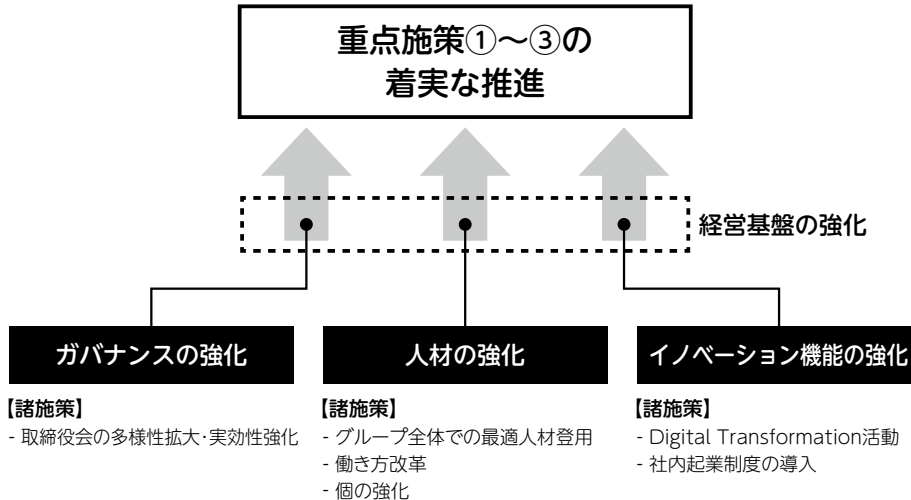 重点施策①～③の
着実な推進
経営基盤の強化
ガバナンスの強化
【諸施策】
- 取締役会の多様性拡大・実効性強化
人材の強化
【諸施策】
- グループ全体での最適人材登用
- 働き方改革
- 個の強化
イノベーション機能の強化
【諸施策】
- Digital Transformation活動
- 社内起業制度の導入